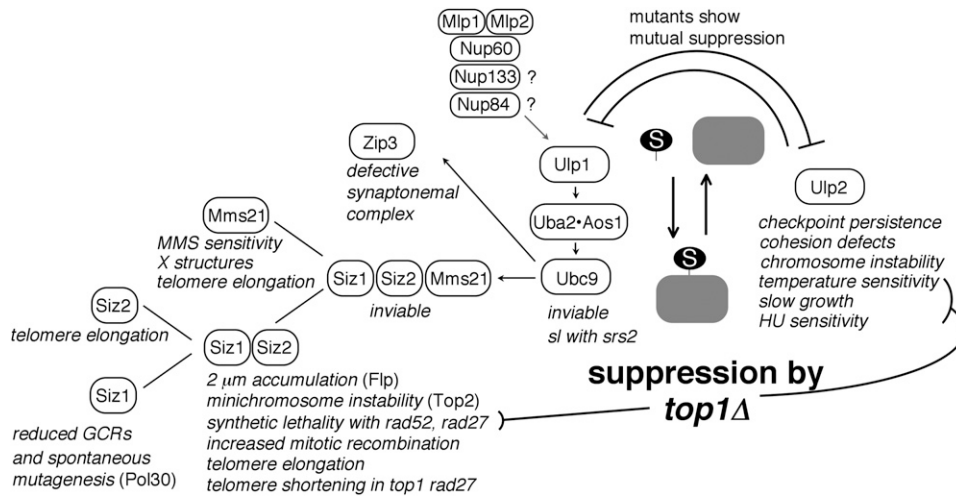 Mlp1 Mlp2
Nup60
Nup133 ?
Nup84 ?
mutants show
mutual suppression
Zip3
defective
synaptonemal
complex
Ulp1
S
Ulp2
checkpoint persistence
cohesion defects
chromosome instability
temperature sensitivity
slow growth
HU sensitivity
Uba2•Aos1
Mms21
MMS sensitivity
X structures
telomere elongation
Siz1 Siz2 Mms21
inviable
Ubc9
inviable
sl with srs2
S
Siz2
telomere elongation
Siz1 Siz2
2 μm accumulation (Flp)
minichromosome instability (Top2)
synthetic lethality with rad52, rad27
increased mitotic recombination
telomere elongation
telomere shortening in top1 rad27
Siz1
reduced GCRs
and spontaneous
mutagenesis (Pol30)
suppression by
top1Δ